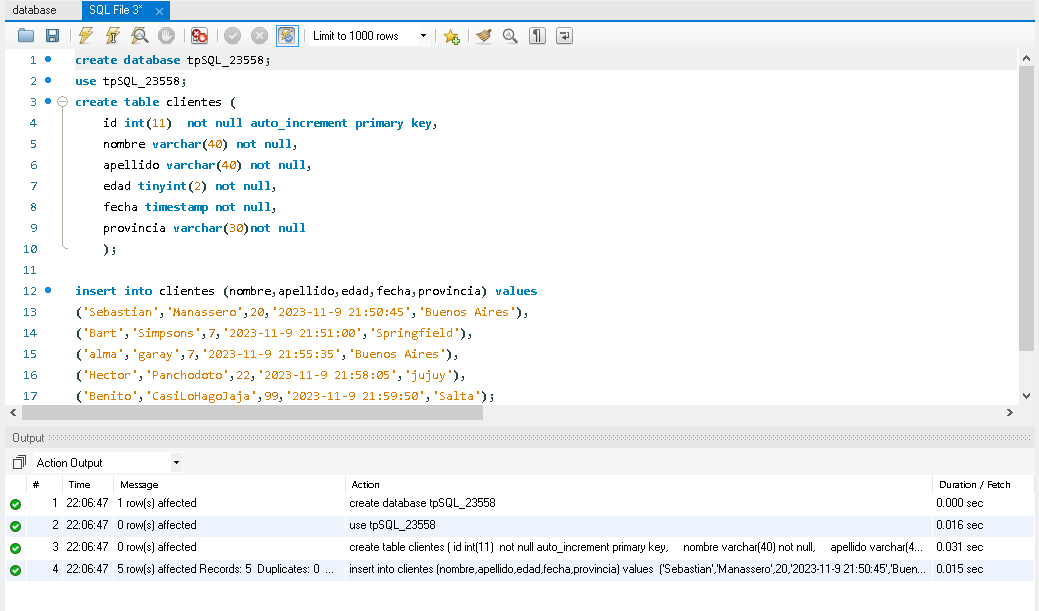 database SQL File 3*
Limit to 1000 rows
1 create database tpSQL_23558;
2 use tpSQL_23558;
3 create table clientes (
4 id int(11)  not null auto_increment primary key,
5 nombre varchar(40) not null,
6 apellido varchar(40) not null,
7 edad tinyint(2) not null,
8 fecha timestamp not null,
9 provincia varchar(30)not null
10 );
11
12 insert into clientes (nombre,apellido,edad,fecha,provincia) values
13 ('Sebastian','Manassero',20,'2023-11-9 21:50:45','Buenos Aires'),
14 ('Bart','Simpsons',7,'2023-11-9 21:51:00','Springfield'),
15 ('alma','garay',7,'2023-11-9 21:55:35','Buenos Aires'),
16 ('Hector','Panchodoto',22,'2023-11-9 21:58:05','jujuy'),
17 ('Benito','CasiLoHagoJaja',99,'2023-11-9 21:59:50','Salta');
Output
Action Output
# Time Message Action Duration / Fetch
1 22:06:47 1 row(s) affected create database tpSQL_23558 0.000 sec
2 22:06:47 0 row(s) affected use tpSQL_23558 0.016 sec
3 22:06:47 0 row(s) affected create table clientes ( id int(11)  not null auto_increment primary key,     nombre varchar(40) not null,     apellido varchar(4... 0.031 sec
4 22:06:47 5 row(s) affected Records: 5  Duplicates: 0  ... insert into clientes (nombre,apellido,edad,fecha,provincia) values  ('Sebastian','Manassero',20,'2023-11-9 21:50:45','Buen... 0.015 sec